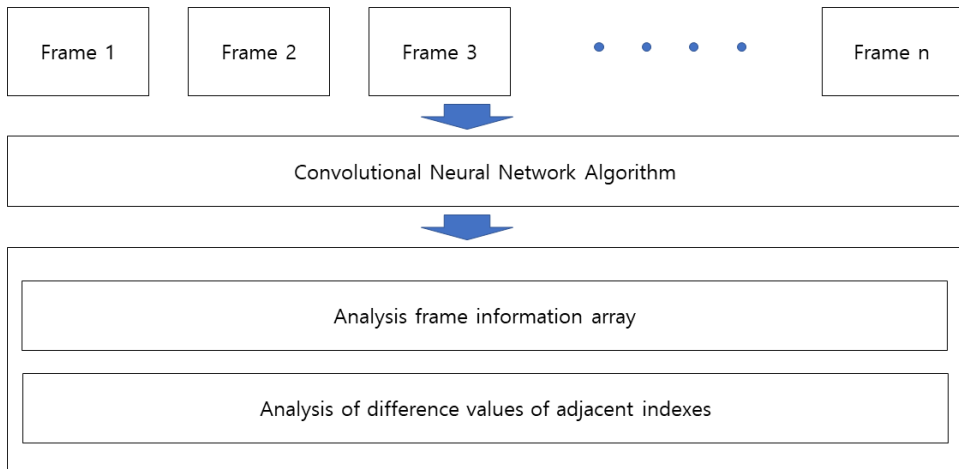 Frame 1
Frame 2
Frame 3
Frame n
Convolutional Neural Network Algorithm
Analysis frame information array
Analysis of difference values of adjacent indexes